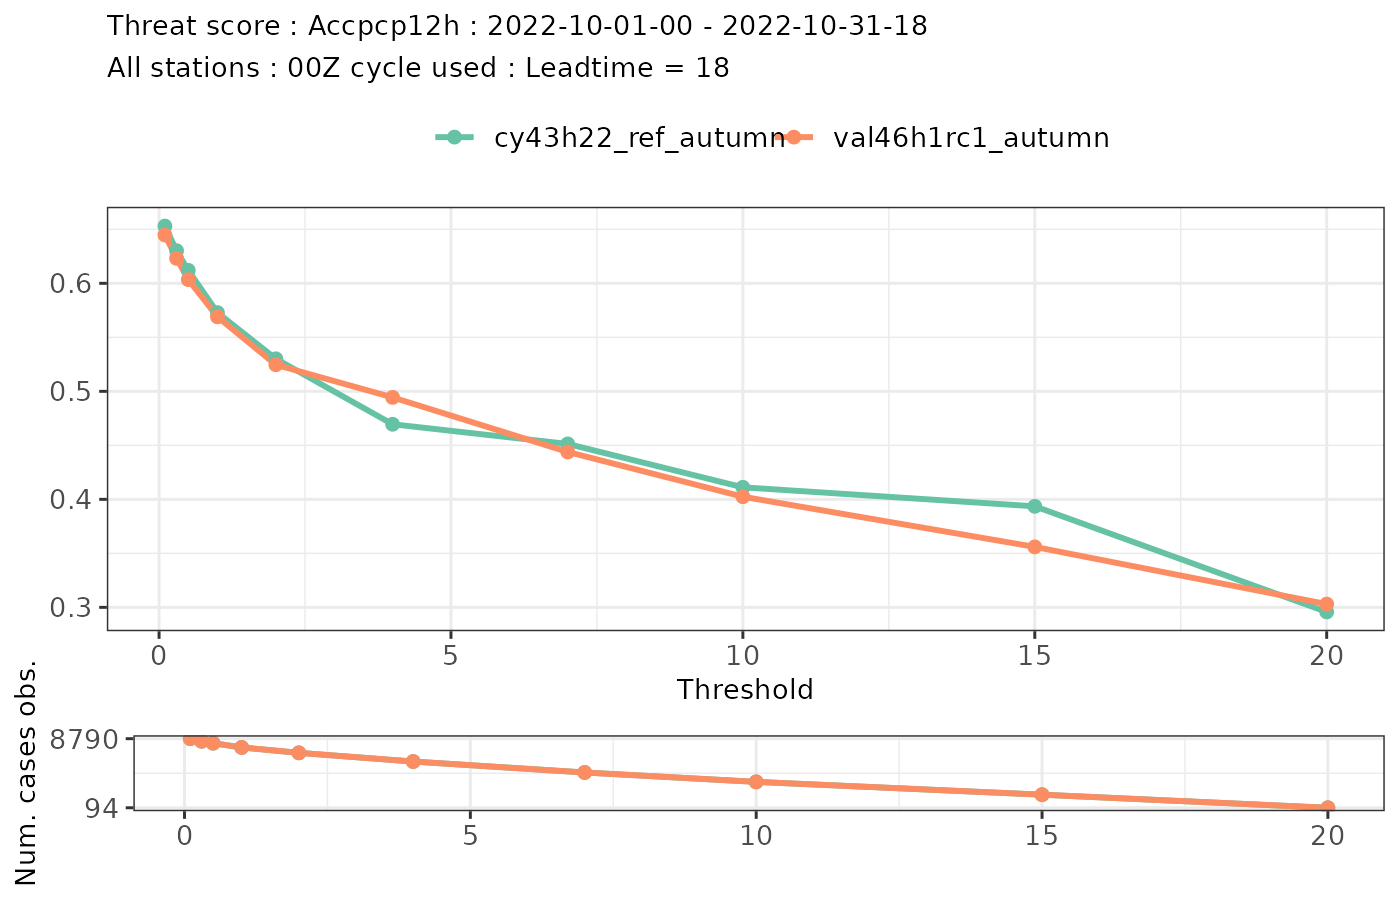 Threat score : Accpcp12h : 2022-10-01-00 - 2022-10-31-18
All stations : 00Z cycle used : Leadtime = 18
cy43h22_ref_autumn val46h1rc1_autumn
0.6
0.5
0.4
0.3
0 5 10 15 20
Threshold
Num. cases obs.
8790
94
0 5 10 15 20